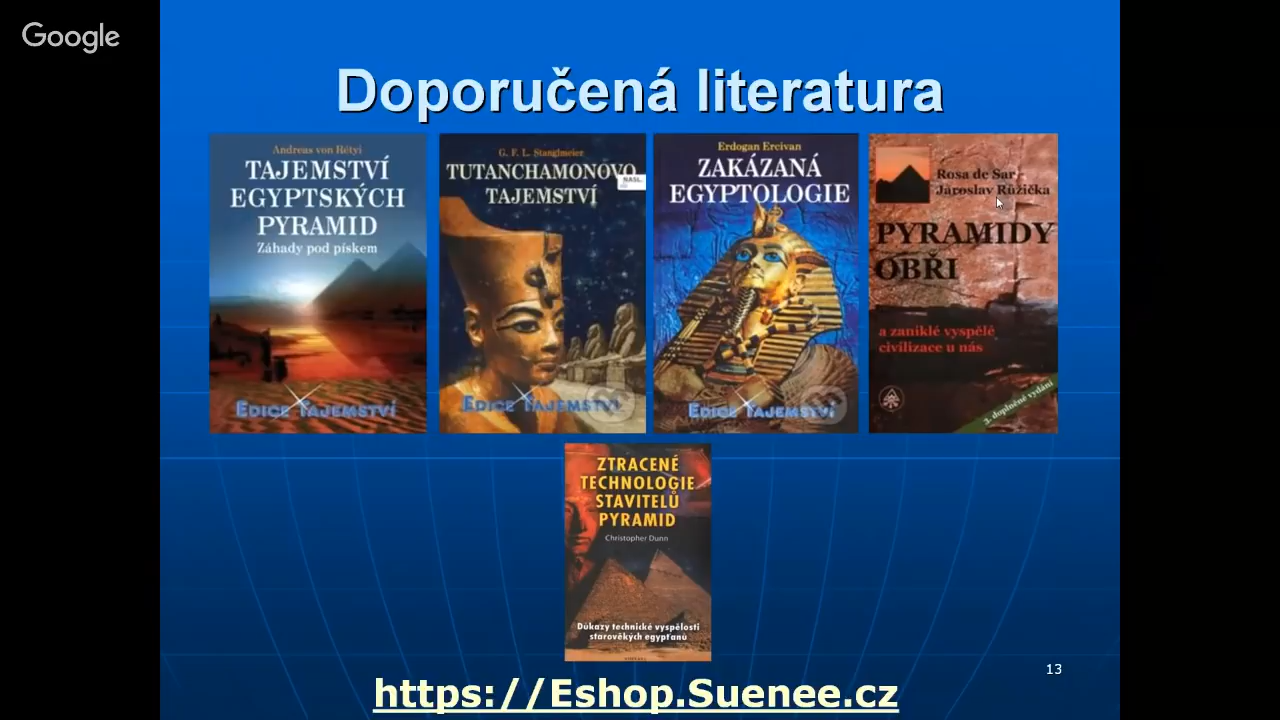 Google
Doporučená literatura
Andreas von Rétyi
TAJEMSTVÍ
EGYPTSKÝCH
PYRAMID
Záhady pod pískem
EDICE TAJEMSTVÍ
G. F. L. Stanglmeier
TUTANCHAMONOVO
TAJEMSTVÍ
NASL.
EDICE TAJEMSTVÍ
Erdogan Ercivan
ZAKÁZANÁ
EGYPTOLOGIE
EDICE TAJEMSTVÍ
Rosa de Sar -
Jaroslav Růžička
PYRAMIDY
OBŘI
a zaniklé vyspělé
civilizace u nás
3. doplněné vydání
ZTRACENÉ
TECHNOLOGIE
STAVITELŮ
PYRAMID
Christopher Dunn
Důkazy technické vyspělosti
starověkých egypťanů
13
https://Eshop.Suenee.cz